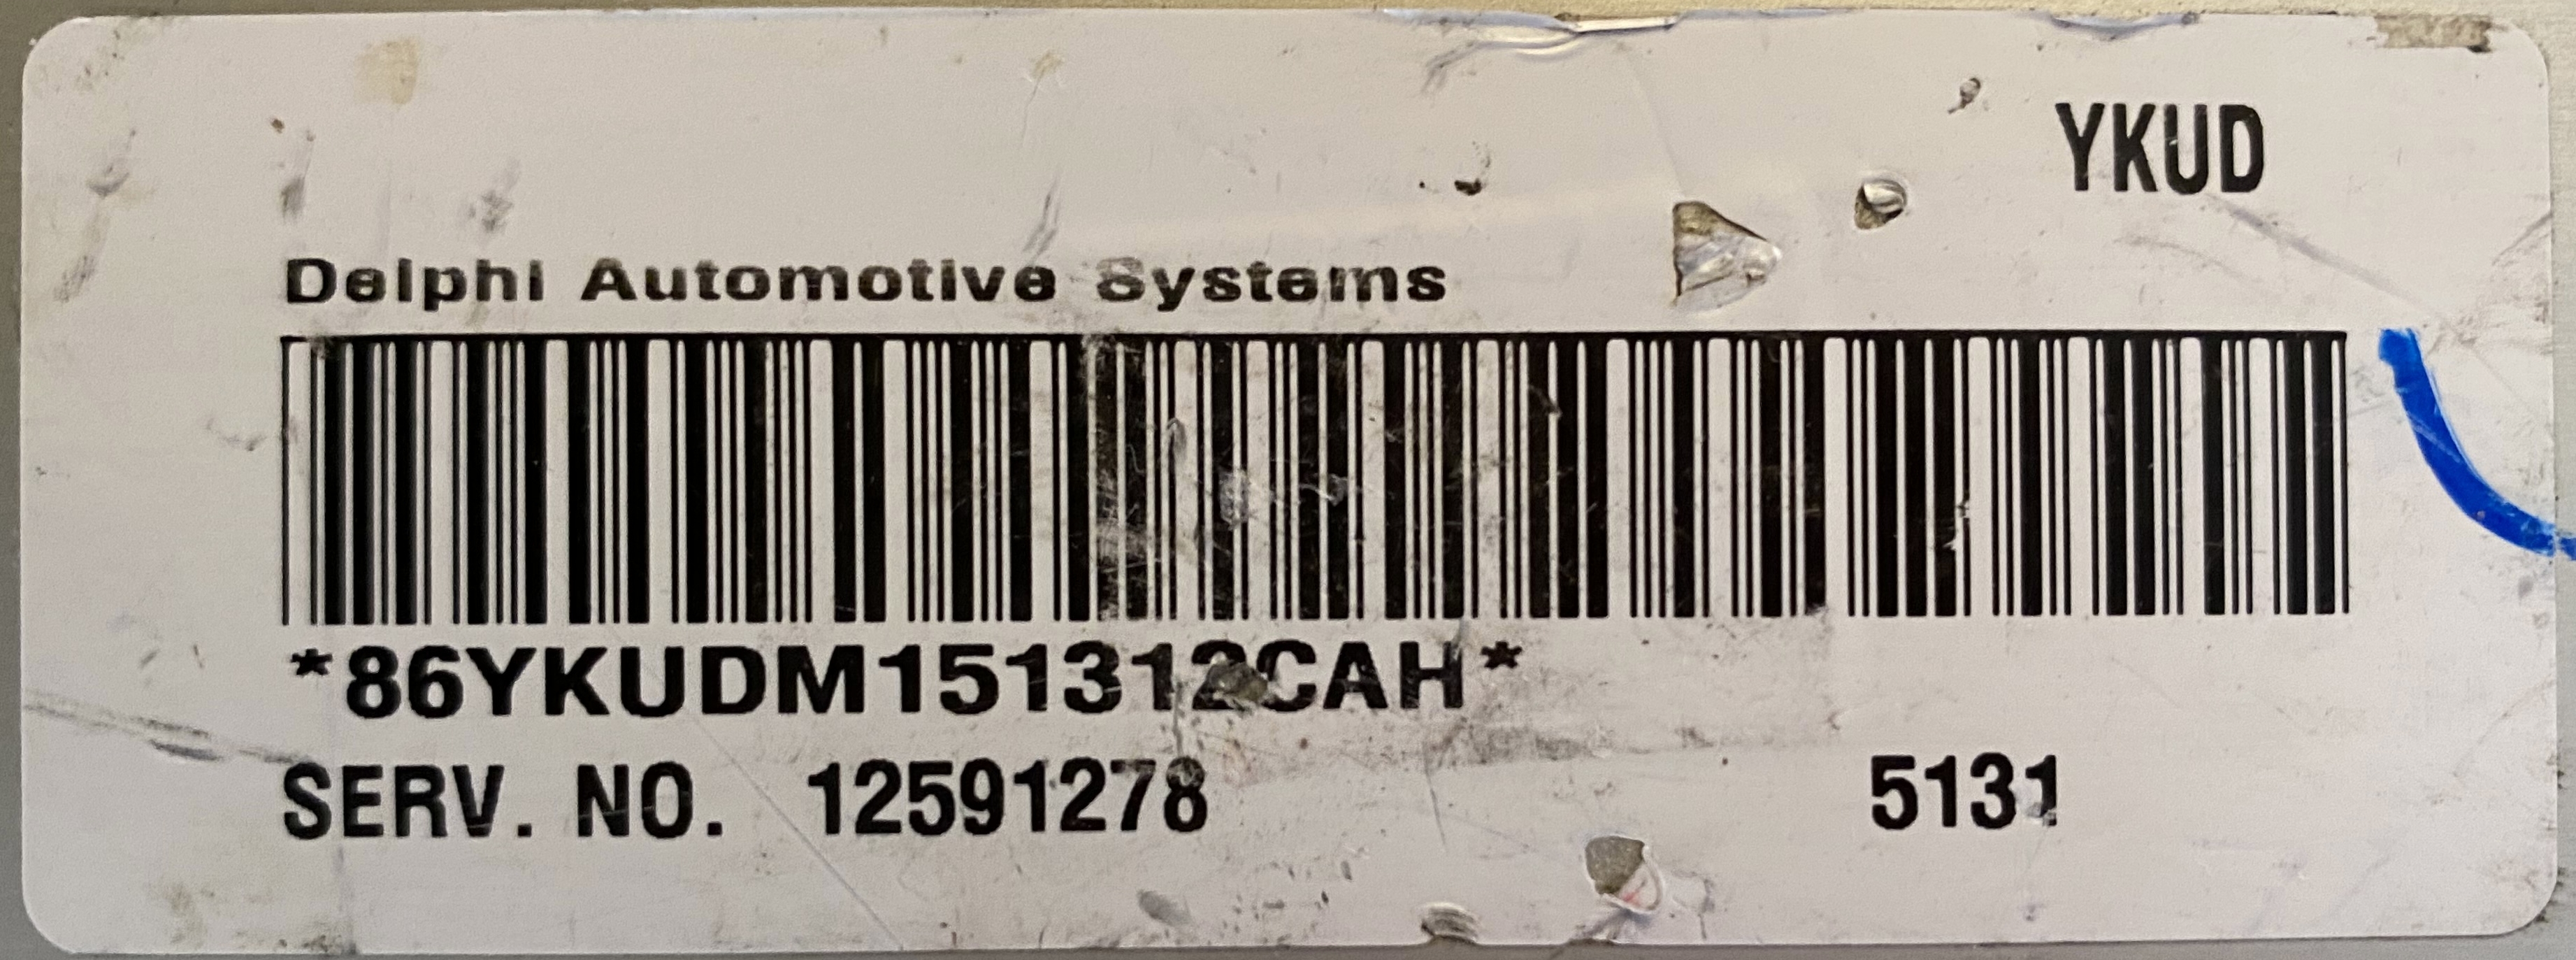 YKUD
Delphi Automotive Systems
*86YKUDM151312CAH*
SERV. NO. 12591278 5131